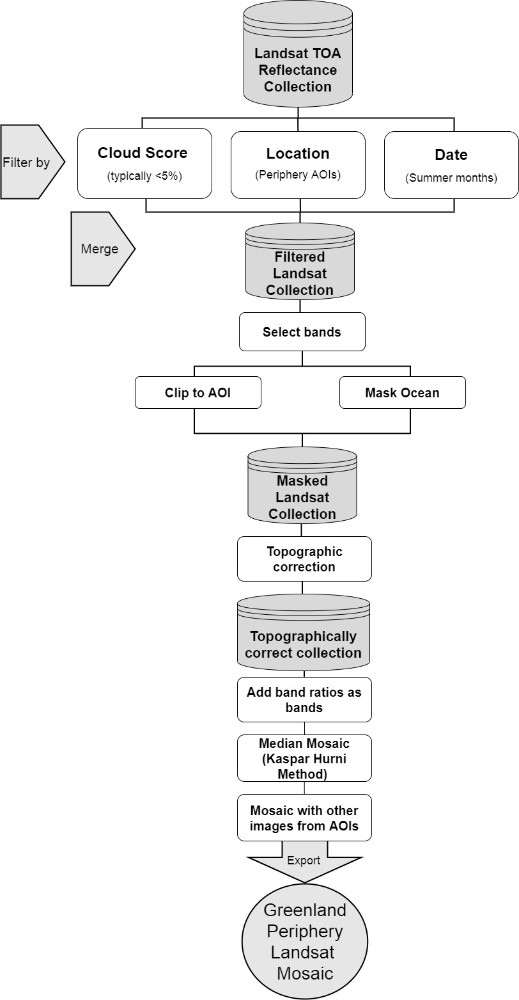 Landsat TOA
Reflectance
Collection
Filter by
Cloud Score
(typically <5%)
Location
(Periphery AOIs)
Date
(Summer months)
Merge
Filtered
Landsat
Collection
Select bands
Clip to AOI
Mask Ocean
Masked
Landsat
Collection
Topographic
correction
Topographically
correct collection
Add band ratios as
bands
Median Mosaic
(Kaspar Hurni
Method)
Mosaic with other
images from AOIs
Export
Greenland
Periphery
Landsat
Mosaic